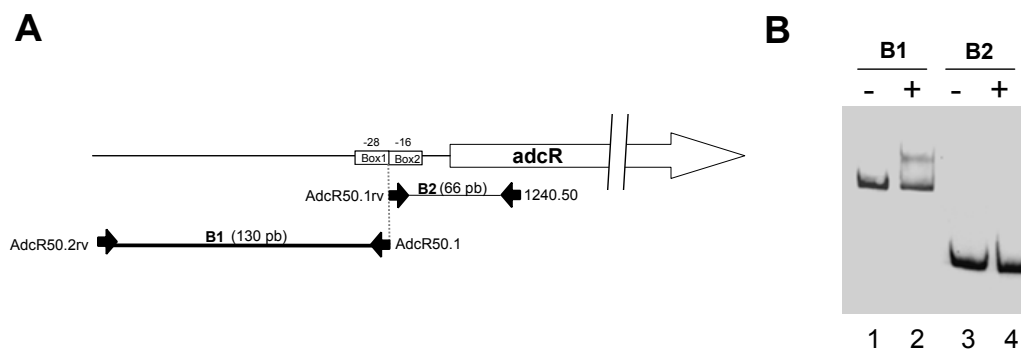 A
B
B1 B2
- + - +
-28 -16
Box1 Box2
adcR
AdcR50.1rv B2 (66 pb) 1240.50
AdcR50.2rv B1 (130 pb) AdcR50.1
1 2 3 4